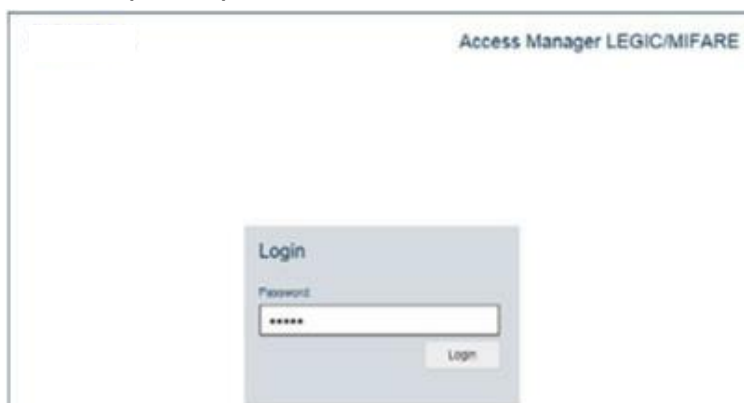 Access Manager LEGIC/MIFARE
Login
Password
•••••
Login